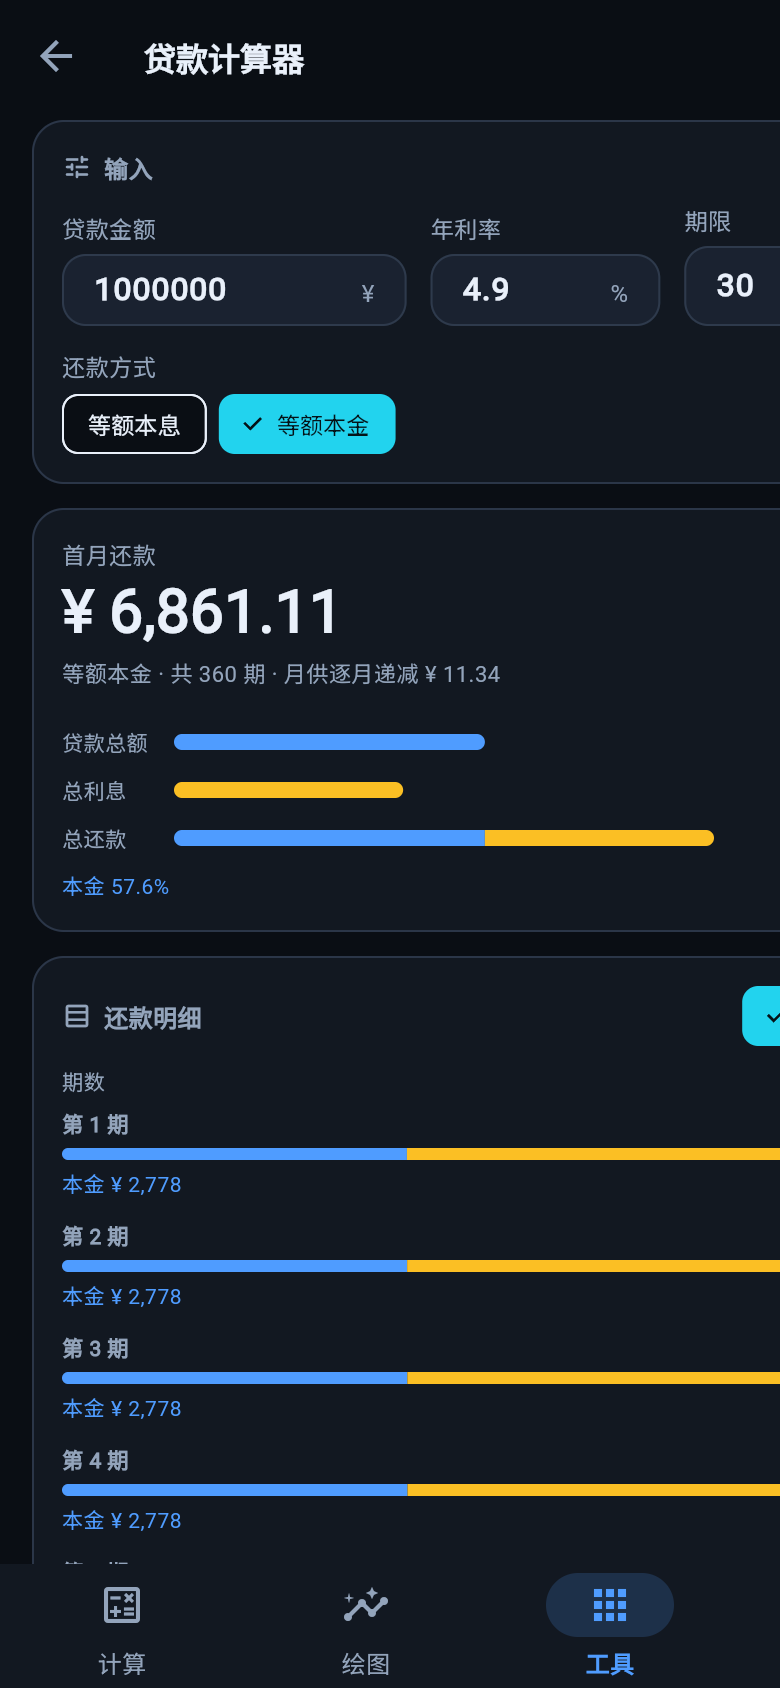 贷款计算器
输入
贷款金额 年利率 期限
1000000 ¥ 4.9 % 30
还款方式
等额本息 等额本金
首月还款
¥ 6,861.11
等额本金 · 共 360 期 · 月供逐月递减 ¥ 11.34
贷款总额
总利息
总还款
本金 57.6%
还款明细
期数
第 1 期
本金 ¥ 2,778
第 2 期
本金 ¥ 2,778
第 3 期
本金 ¥ 2,778
第 4 期
本金 ¥ 2,778
计算 绘图 工具